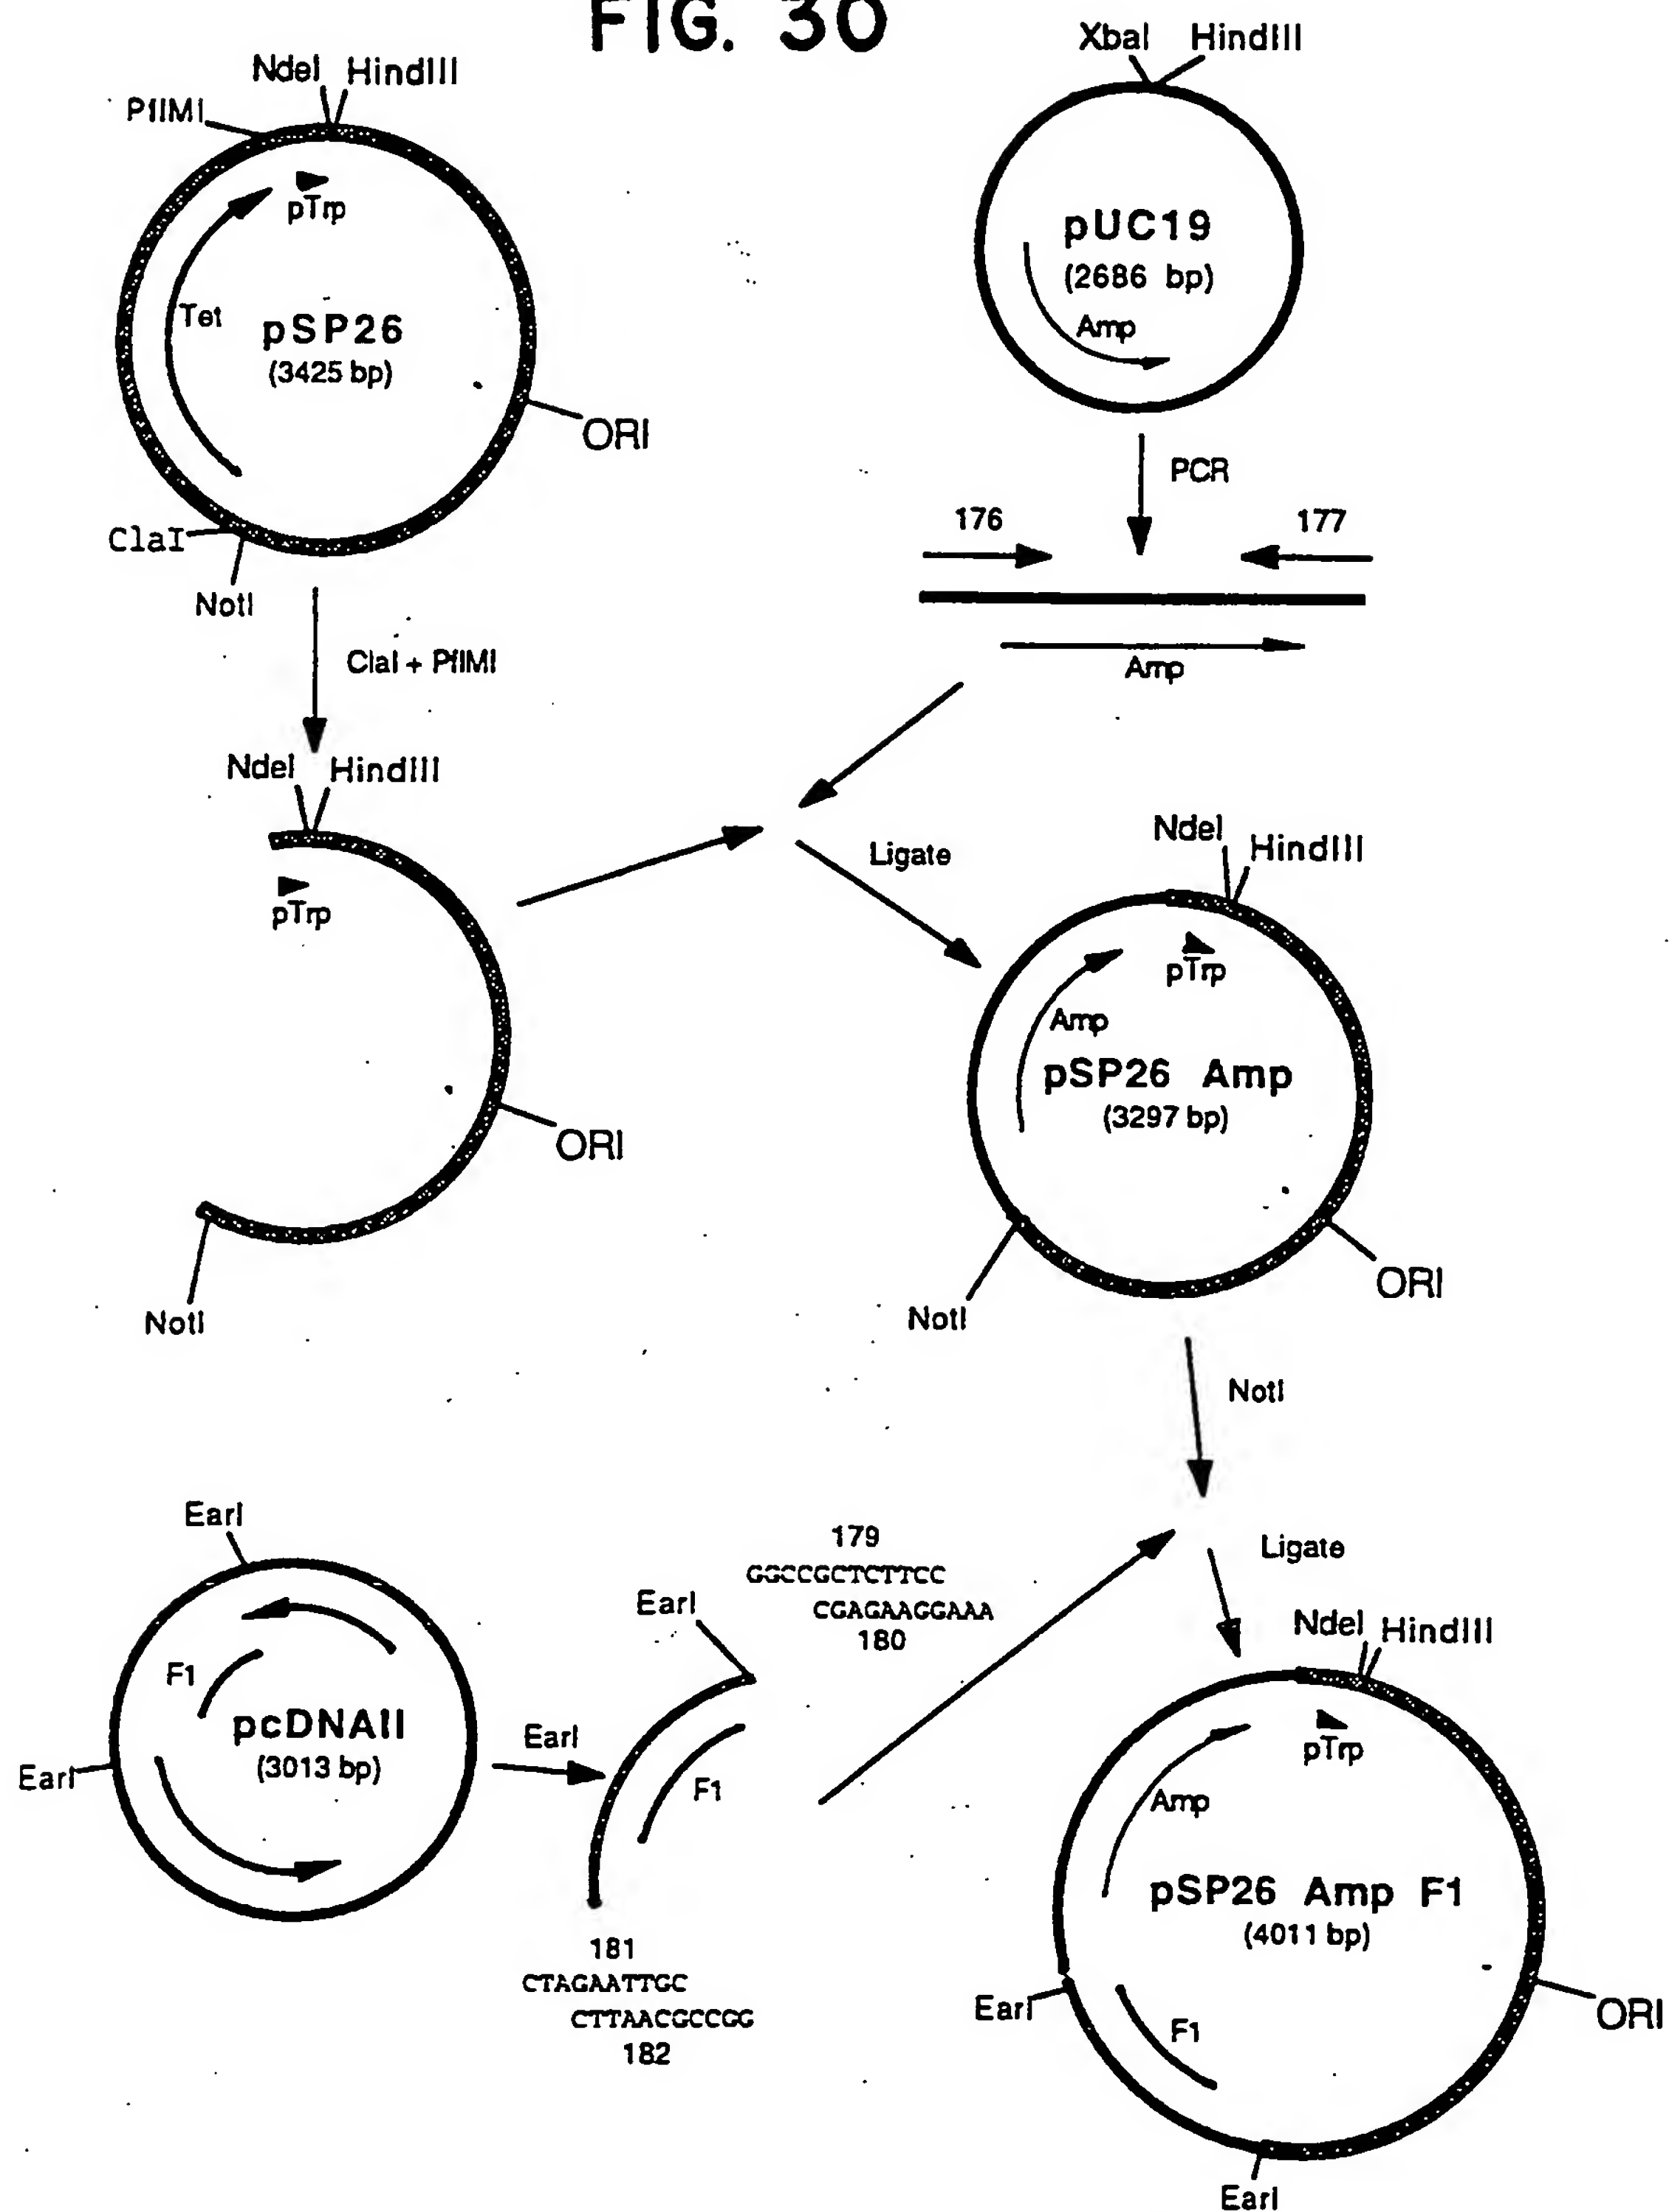 FIG. 30
NdeI HindIII
PflMI
pTrp
Tet
pSP26
(3425 bp)
ORI
ClaI
NotI
XbaI HindIII
pUC19
(2686 bp)
Amp
PCR
176 177
Amp
ClaI + PflMI
NdeI HindIII
pTrp
ORI
NotI
Ligate
NdeI
HindIII
pTrp
Amp
pSP26 Amp
(3297 bp)
ORI
NotI
NotI
EarI
F1
pcDNAII
(3013 bp)
EarI
EarI
179
GGCCGCTCTTCC
CGAGAAGGAAA
180
EarI
F1
181
CTAGAATTGC
CTTAACGCCGG
182
Ligate
NdeI HindIII
pTrp
Amp
pSP26 Amp F1
(4011 bp)
EarI
F1
ORI
EarI